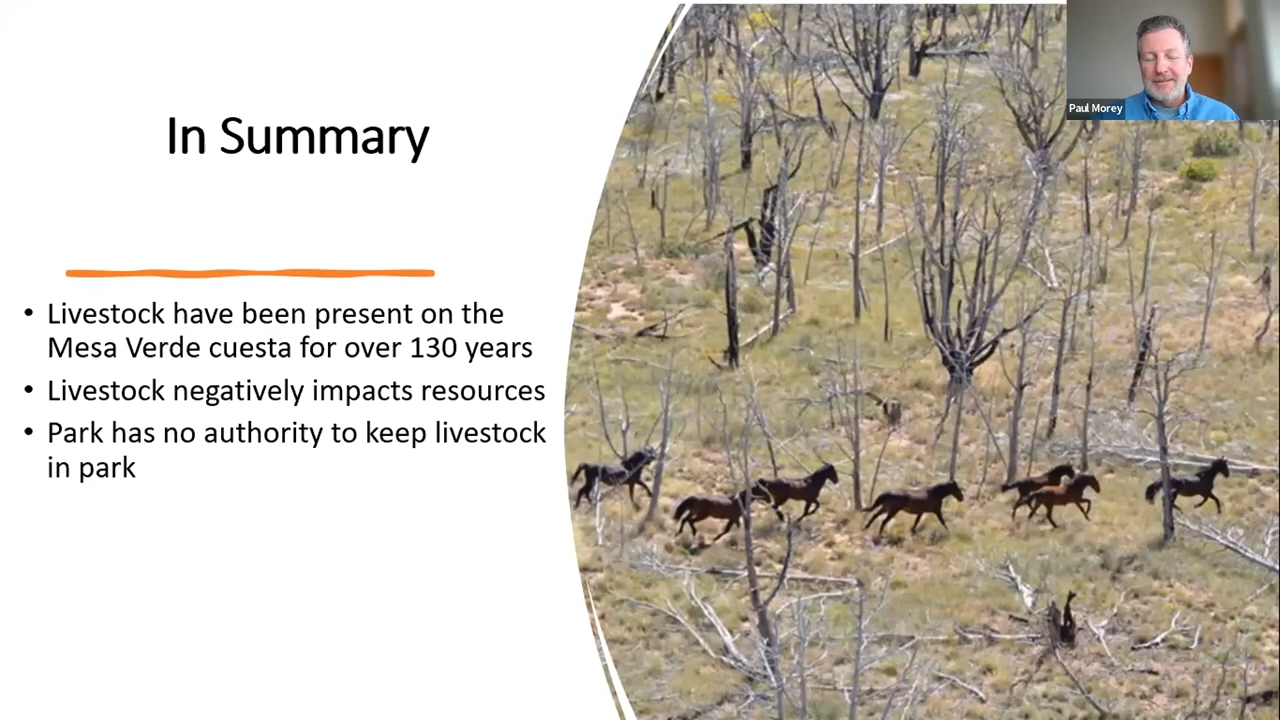 In Summary
• Livestock have been present on the
Mesa Verde cuesta for over 130 years
• Livestock negatively impacts resources
• Park has no authority to keep livestock
in park
Paul Morey